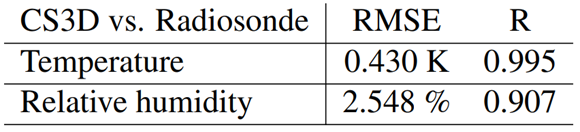 CS3D vs. Radiosonde RMSE R
Temperature 0.430 K 0.995
Relative humidity 2.548 % 0.907